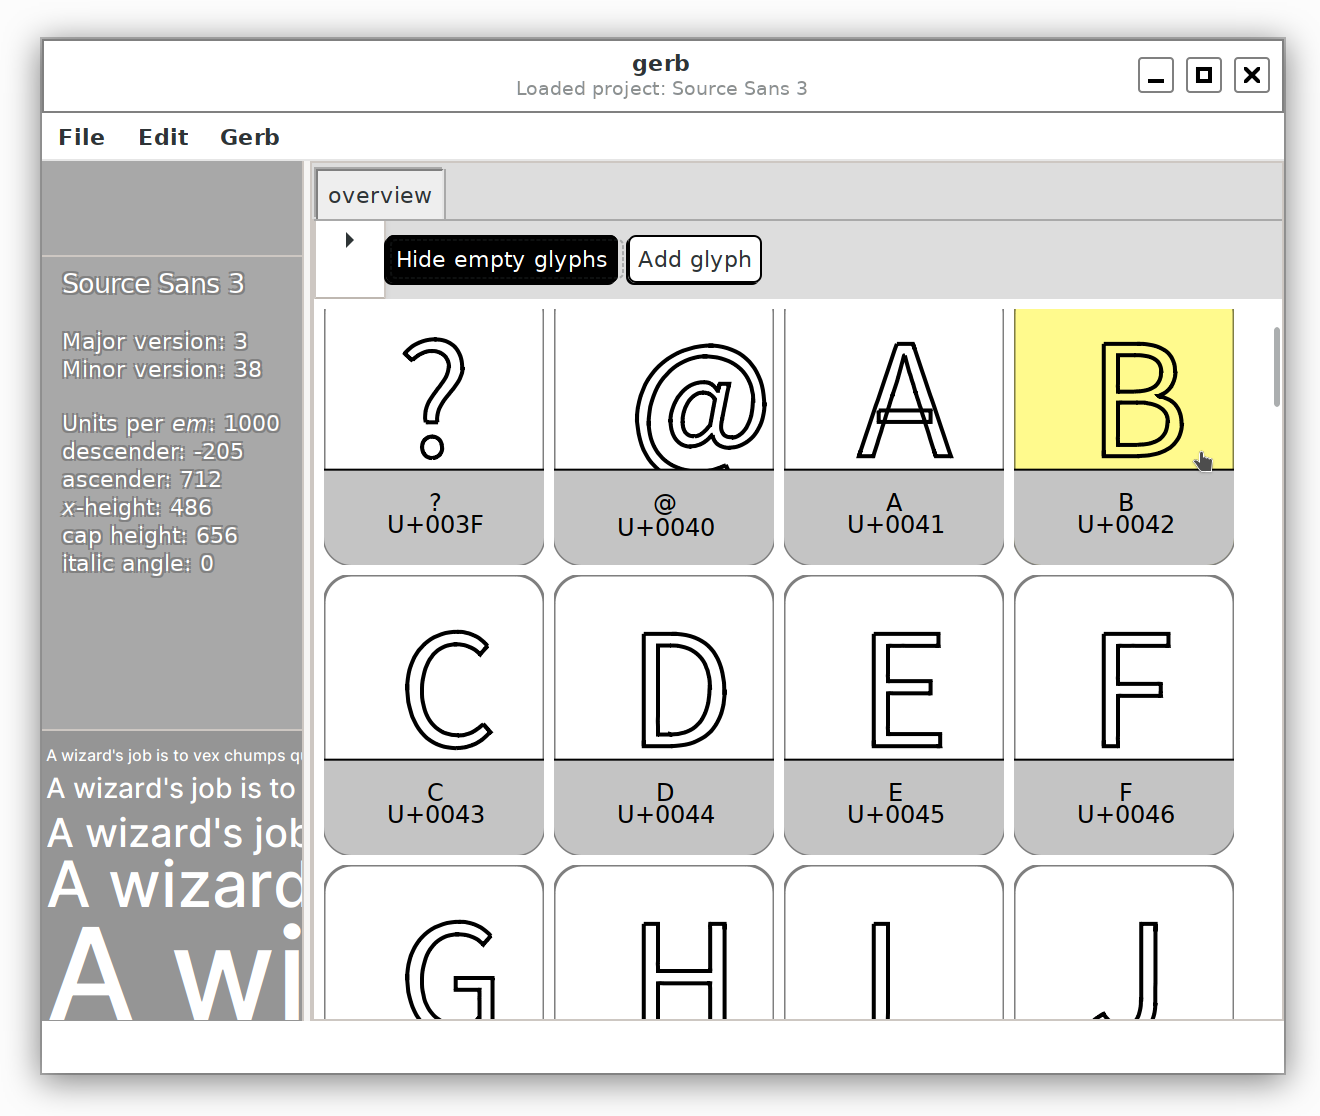 gerb
Loaded project: Source Sans 3
File Edit Gerb
overview
Hide empty glyphs Add glyph
Source Sans 3
Major version: 3
Minor version: 38
Units per em: 1000
descender: -205
ascender: 712
x-height: 486
cap height: 656
italic angle: 0
A wizard's job is to vex chumps qu
A wizard's job is to
A wizard's job
A wizard
A wi
? @ A B
? @ A B
U+003F U+0040 U+0041 U+0042
C D E F
C D E F
U+0043 U+0044 U+0045 U+0046
G H I J